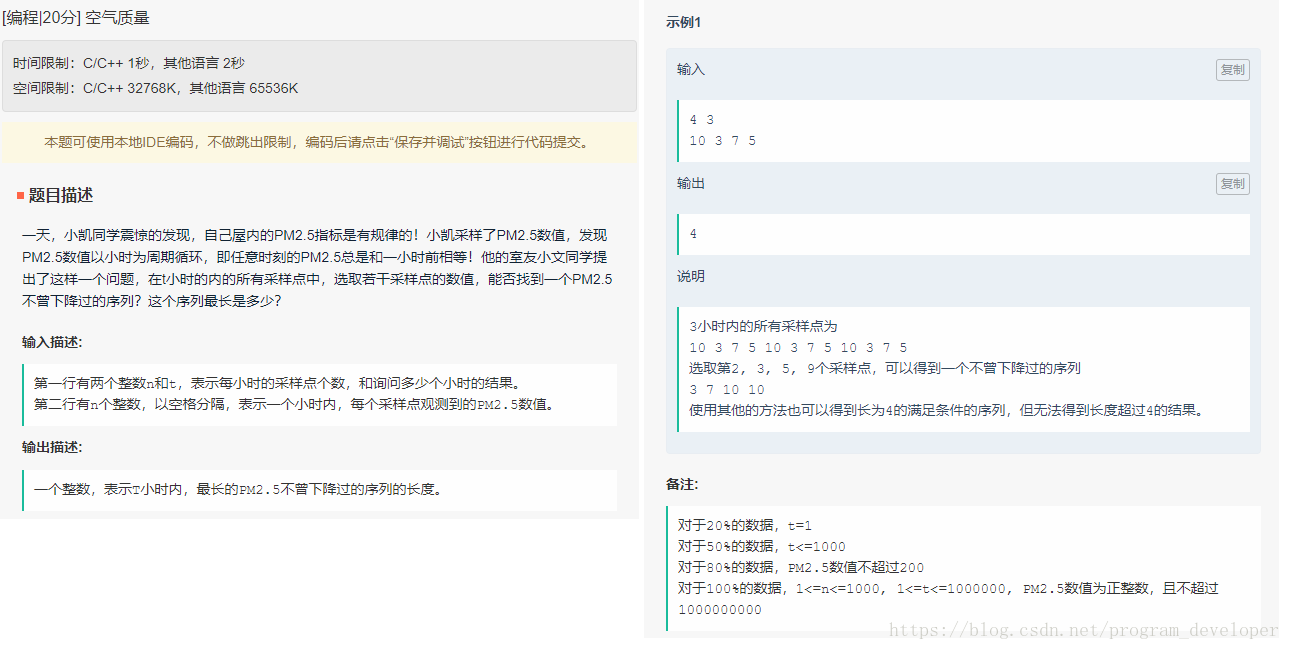 [编程|20分] 空气质量
时间限制：C/C++ 1秒，其他语言 2秒
空间限制：C/C++ 32768K，其他语言 65536K
本题可使用本地IDE编码，不做跳出限制，编码后请点击“保存并调试”按钮进行代码提交。
题目描述
一天，小凯同学震惊的发现，自己屋内的PM2.5指标是有规律的！小凯采样了PM2.5数值，发现
PM2.5数值以小时为周期循环，即任意时刻的PM2.5总是和一小时前相等！他的室友小文同学提
出了这样一个问题，在t小时的内的所有采样点中，选取若干采样点的数值，能否找到一个PM2.5
不曾下降过的序列？这个序列最长是多少？
输入描述:
第一行有两个整数n和t，表示每小时的采样点个数，和询问多少个小时的结果。
第二行有n个整数，以空格分隔，表示一个小时内，每个采样点观测到的PM2.5数值。
输出描述:
一个整数，表示T小时内，最长的PM2.5不曾下降过的序列的长度。
示例1
输入
复制
4 3
10 3 7 5
输出
复制
4
说明
3小时内的所有采样点为
10 3 7 5 10 3 7 5 10 3 7 5
选取第2, 3, 5, 9个采样点，可以得到一个不曾下降过的序列
3 7 10 10
使用其他的方法也可以得到长为4的满足条件的序列，但无法得到长度超过4的结果。
备注:
对于20%的数据，t=1
对于50%的数据，t<=1000
对于80%的数据，PM2.5数值不超过200
对于100%的数据，1<=n<=1000, 1<=t<=1000000, PM2.5数值为正整数，且不超过
1000000000
https://blog.csdn.net/program_developer